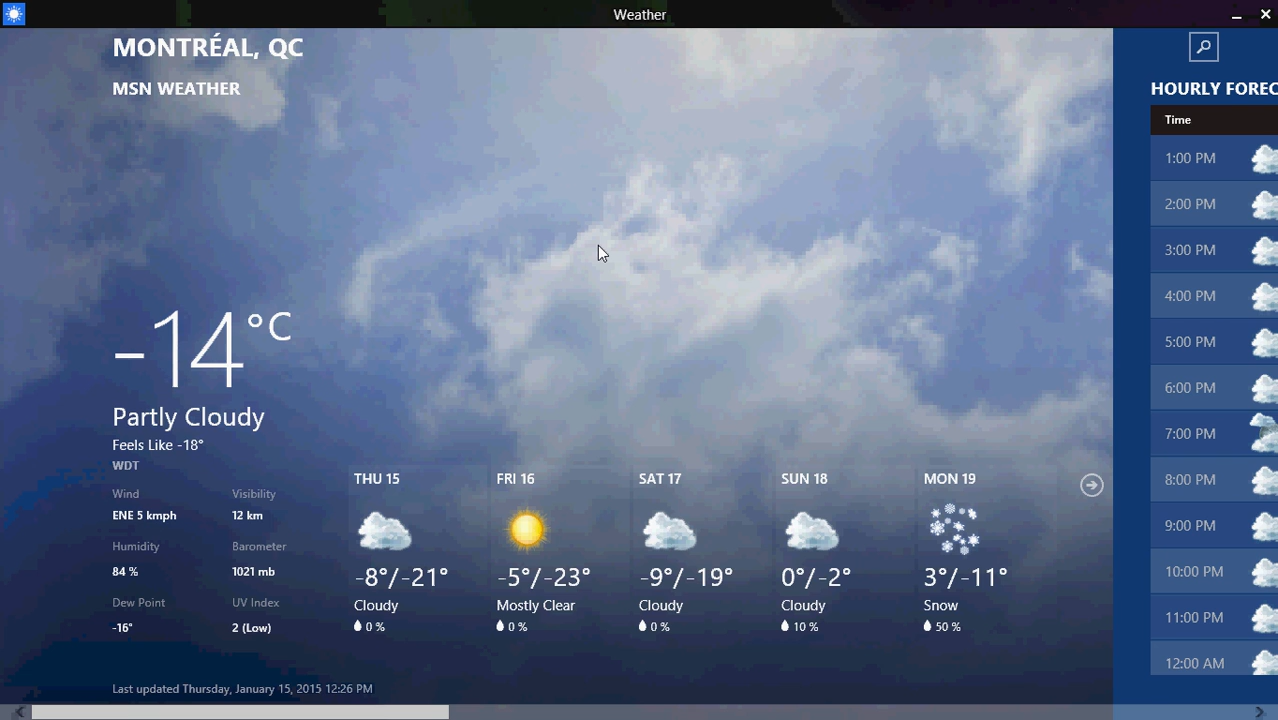 Weather
MONTRÉAL, QC
MSN WEATHER
-14°C
Partly Cloudy
Feels Like -18°
WDT
Wind
Visibility
ENE 5 kmph
12 km
Humidity
Barometer
84 %
1021 mb
Dew Point
UV Index
-16°
2 (Low)
THU 15
-8°/-21°
Cloudy
0 %
FRI 16
-5°/-23°
Mostly Clear
0 %
SAT 17
-9°/-19°
Cloudy
0 %
SUN 18
0°/-2°
Cloudy
10 %
MON 19
3°/-11°
Snow
50 %
Last updated Thursday, January 15, 2015 12:26 PM
HOURLY FOREC
Time
1:00 PM
2:00 PM
3:00 PM
4:00 PM
5:00 PM
6:00 PM
7:00 PM
8:00 PM
9:00 PM
10:00 PM
11:00 PM
12:00 AM